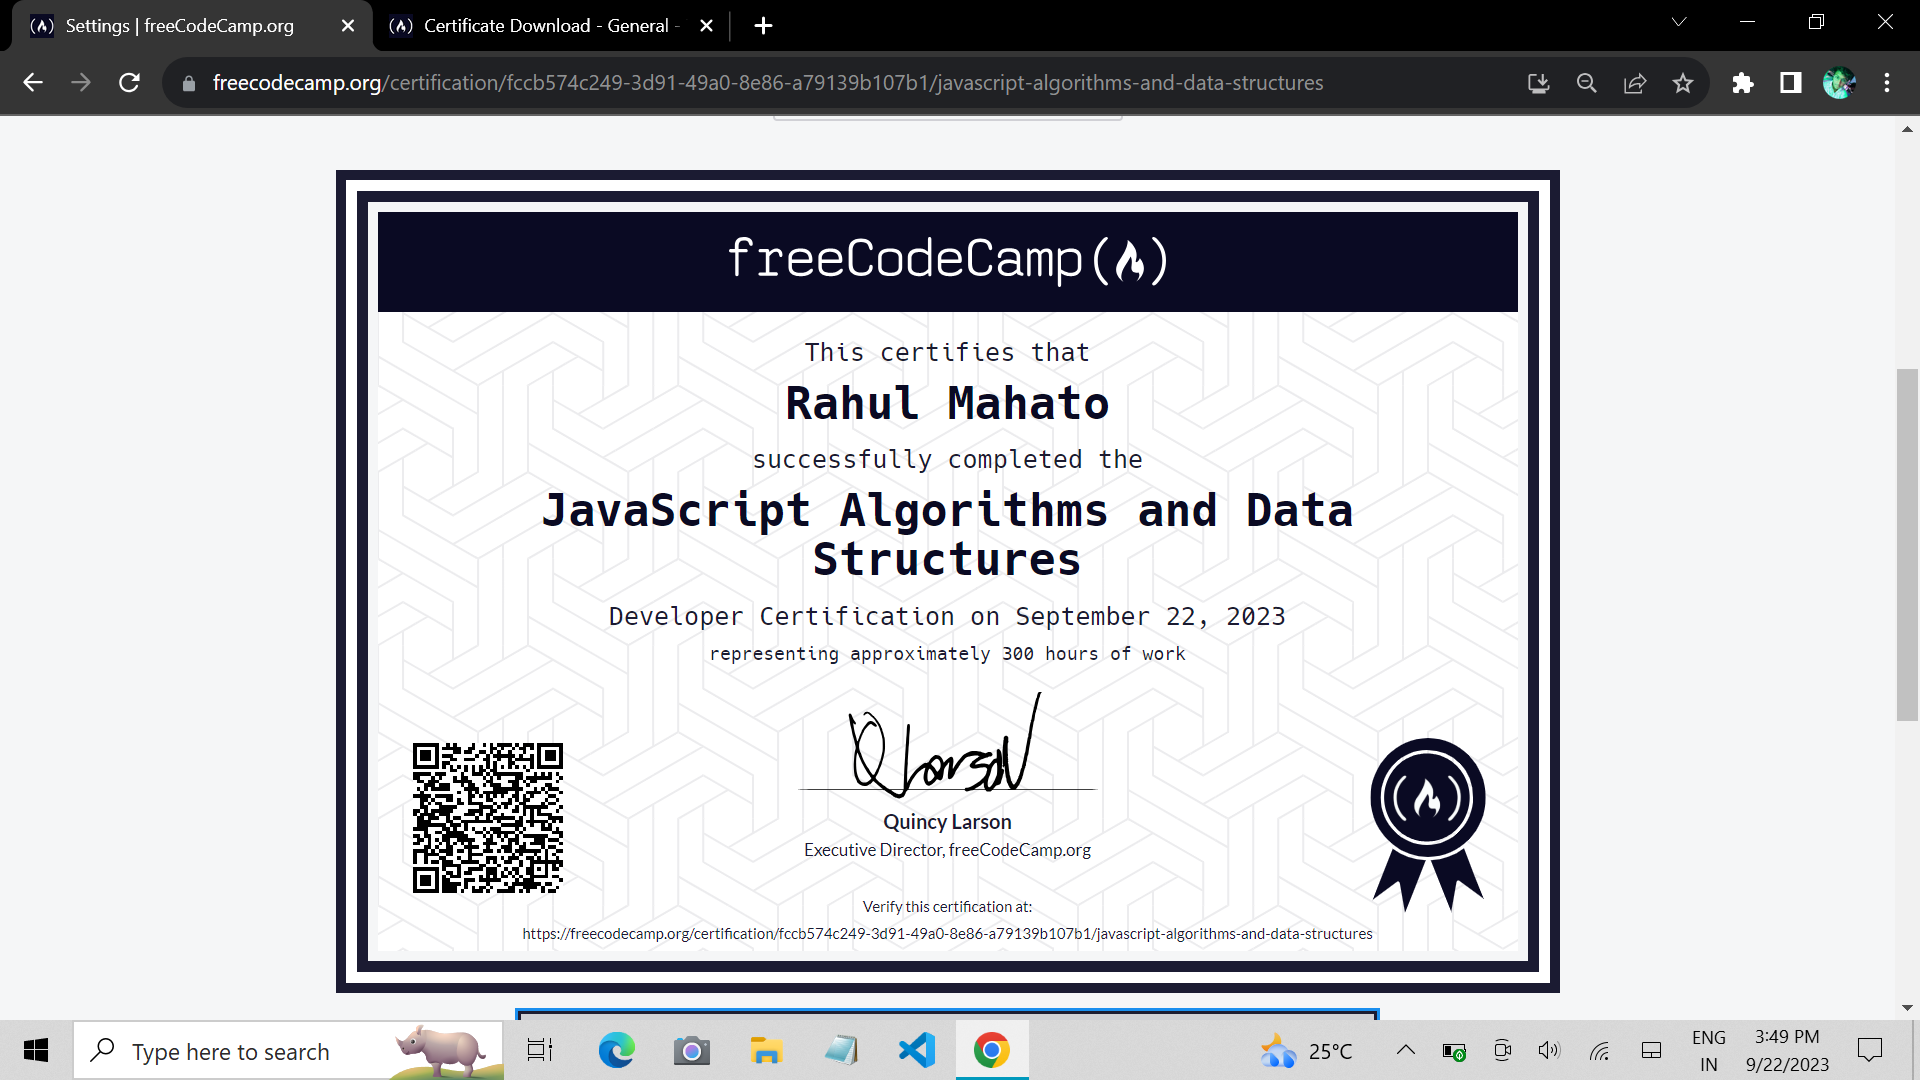 Settings | freeCodeCamp.org
Certificate Download - General -
freecodecamp.org/certification/fccb574c249-3d91-49a0-8e86-a79139b107b1/javascript-algorithms-and-data-structures
freeCodeCamp
This certifies that
Rahul Mahato
successfully completed the
JavaScript Algorithms and Data
Structures
Developer Certification on September 22, 2023
representing approximately 300 hours of work
Quincy Larson
Executive Director, freeCodeCamp.org
Verify this certification at:
https://freecodecamp.org/certification/fccb574c249-3d91-49a0-8e86-a79139b107b1/javascript-algorithms-and-data-structures
Type here to search
25°C
ENG
IN
3:49 PM
9/22/2023